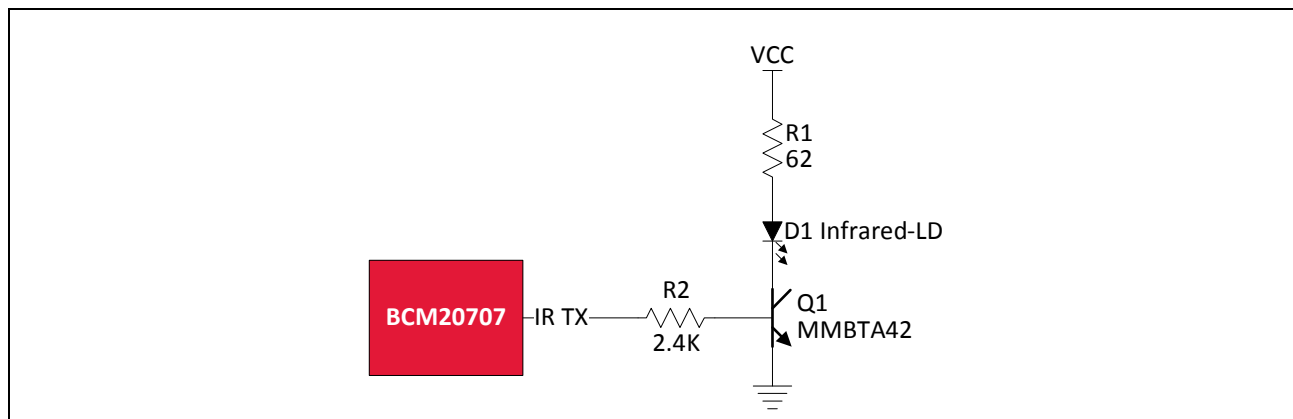 VCC
R1
62
D1 Infrared-LD
BCM20707
IR TX
R2
2.4K
Q1
MMBTA42